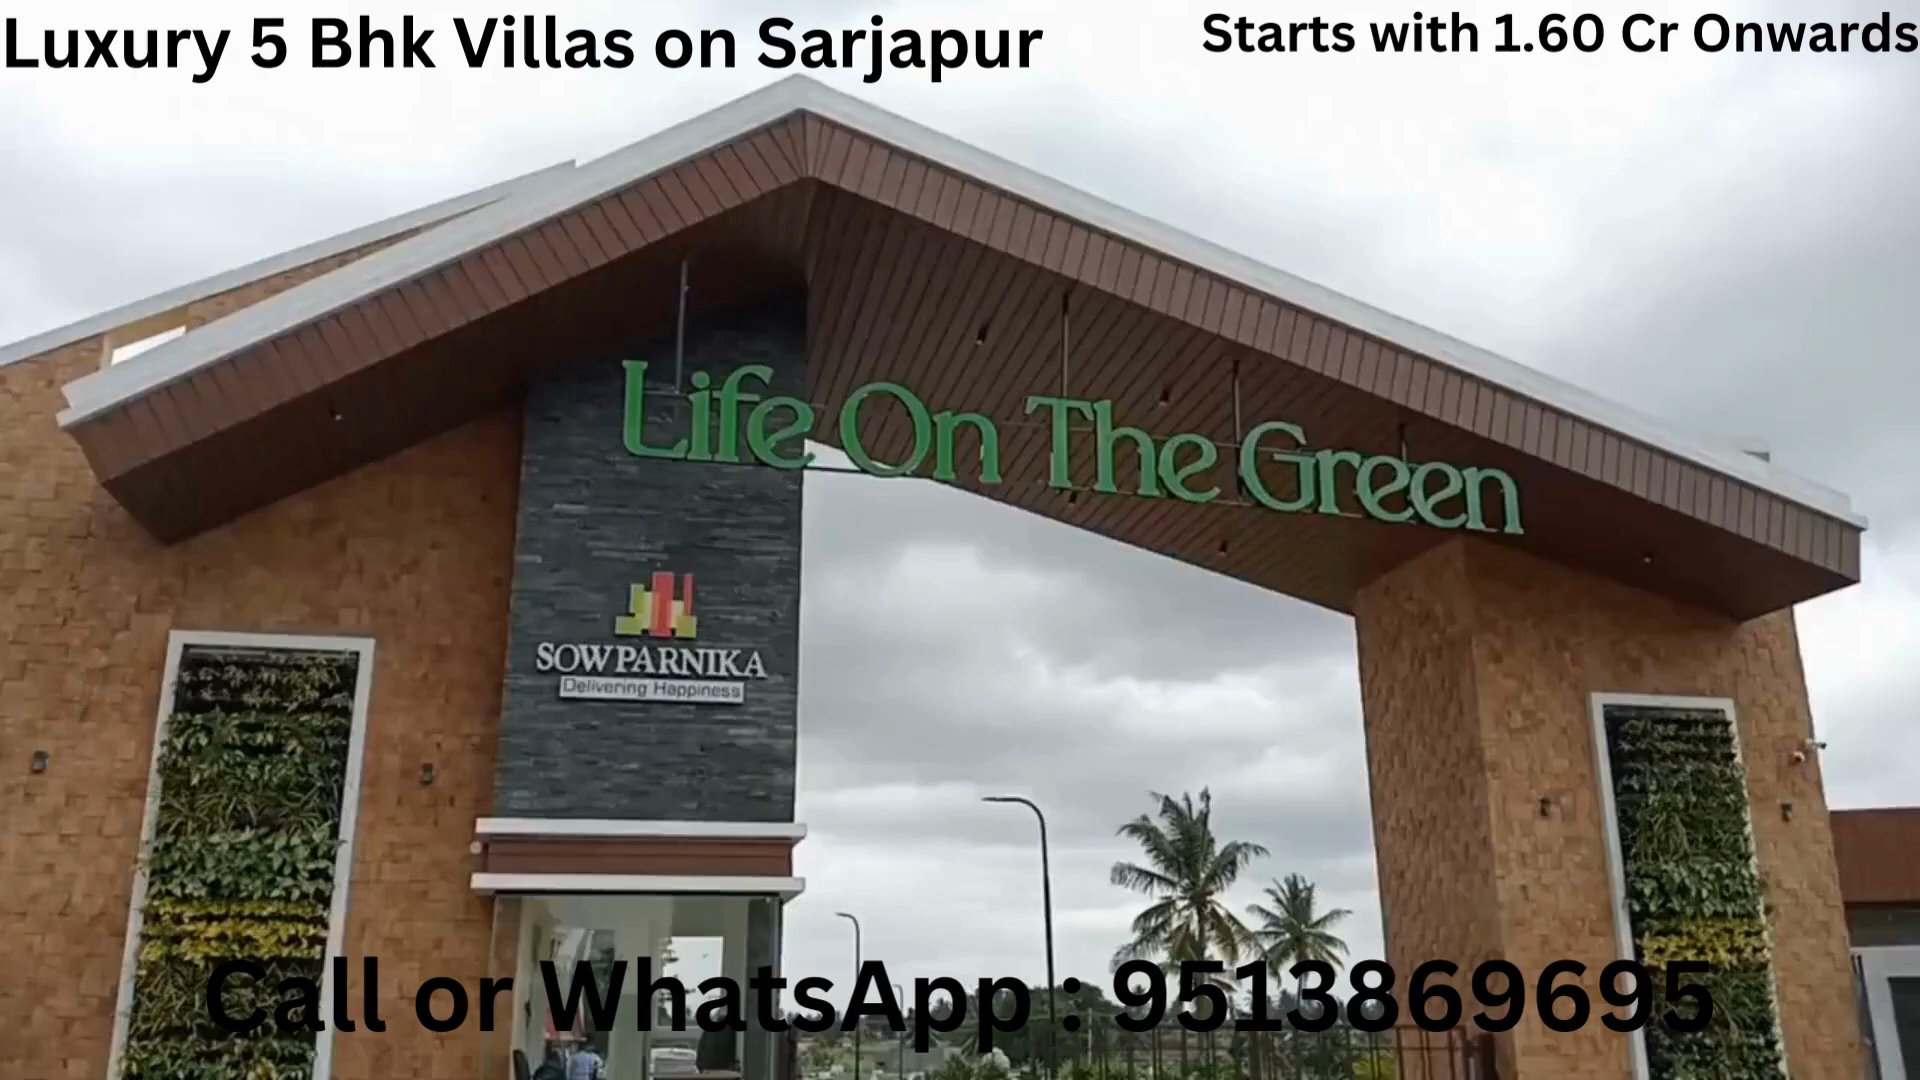 Luxury 5 Bhk Villas on Sarjapur
Starts with 1.60 Cr Onwards
Life On The Green
SOWPARNIKA
Delivering Happiness
Call or WhatsApp : 9513869695